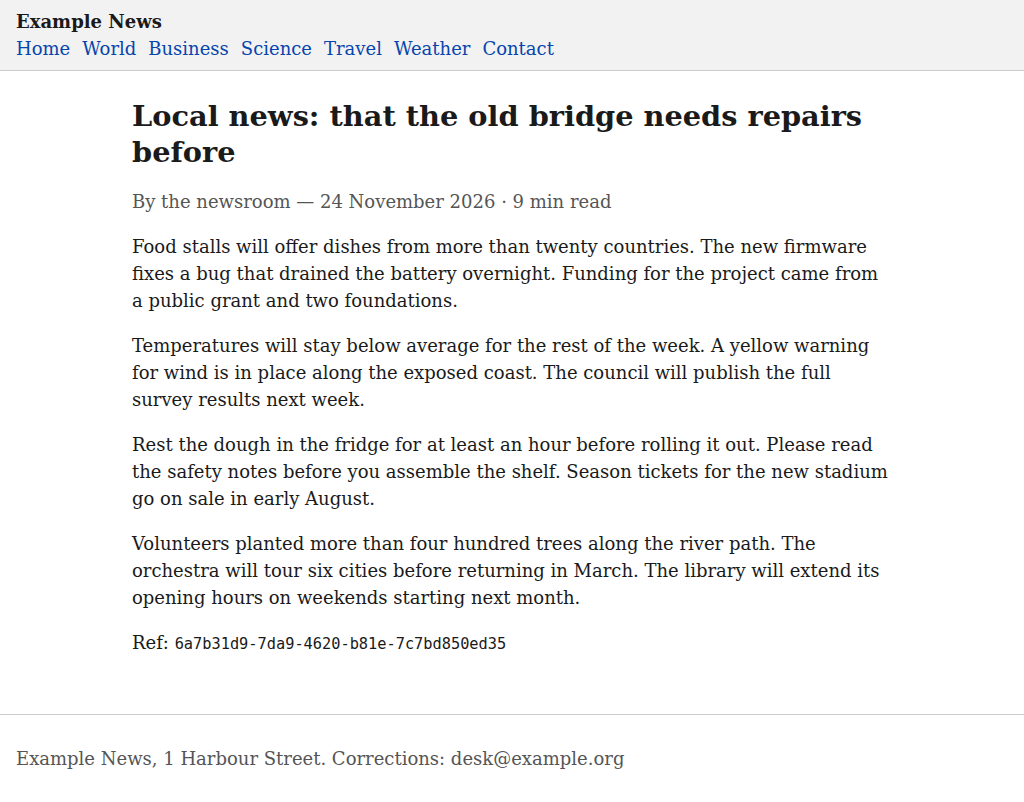 Example News
Home World Business Science Travel Weather Contact
Local news: that the old bridge needs repairs
before
By the newsroom — 24 November 2026 · 9 min read
Food stalls will offer dishes from more than twenty countries. The new firmware
fixes a bug that drained the battery overnight. Funding for the project came from
a public grant and two foundations.
Temperatures will stay below average for the rest of the week. A yellow warning
for wind is in place along the exposed coast. The council will publish the full
survey results next week.
Rest the dough in the fridge for at least an hour before rolling it out. Please read
the safety notes before you assemble the shelf. Season tickets for the new stadium
go on sale in early August.
Volunteers planted more than four hundred trees along the river path. The
orchestra will tour six cities before returning in March. The library will extend its
opening hours on weekends starting next month.
Ref: 6a7b31d9-7da9-4620-b81e-7c7bd850ed35
Example News, 1 Harbour Street. Corrections: desk@example.org